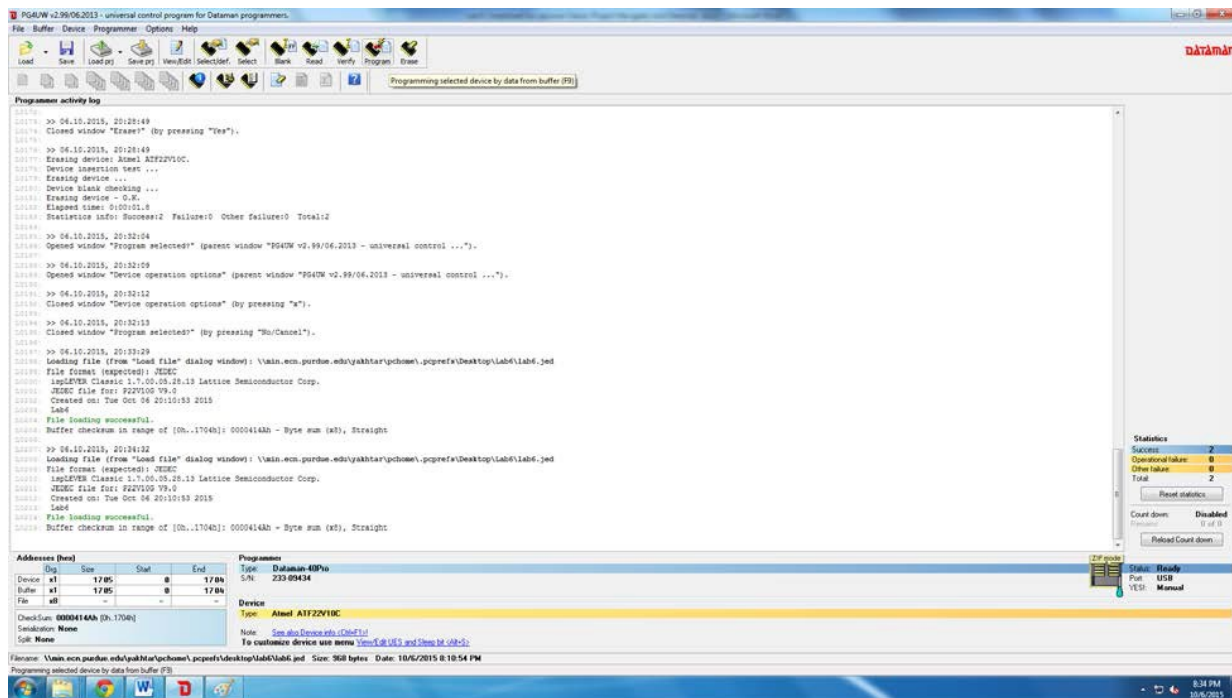 PG4UW v2.99/06.2013 - universal control program for Dataman programmers.
File Buffer Device Programmer Options Help
Load Save Load prj Save prj View/Edit Select/def. Select Blank Read Verify Program Erase
DATAMAN
Programming selected device by data from buffer (F9)
Programmer activity log
>> 06.10.2015, 20:28:49
Closed window "Erase?" (by pressing "Yes").
>> 06.10.2015, 20:28:49
Erasing device: Atmel ATF22V10C.
Device insertion test ...
Erasing device ...
Device blank checking ...
Erasing device - O.K.
Elapsed time: 0:00:01.8
Statistics info: Success:2 Failure:0 Other failure:0 Total:2
>> 06.10.2015, 20:32:04
Opened window "Program selected?" (parent window "PG4UW v2.99/06.2013 - universal control ...").
>> 06.10.2015, 20:32:09
Opened window "Device operation options" (parent window "PG4UW v2.99/06.2013 - universal control ...").
>> 06.10.2015, 20:32:12
Closed window "Device operation options" (by pressing "x").
>> 06.10.2015, 20:32:13
Closed window "Program selected?" (by pressing "No/Cancel").
>> 06.10.2015, 20:33:29
Loading file (from "Load file" dialog window): \\min.ecn.purdue.edu\yakhtar\pchome\.pcprefs\Desktop\Lab6\lab6.jed
File format (expected): JEDEC
ispLEVER Classic 1.7.00.05.28.13 Lattice Semiconductor Corp.
JEDEC file for: P22V10G V9.0
Created on: Tue Oct 06 20:10:53 2015
Lab6
File loading successful.
Buffer checksum in range of [0h..1704h]: 0000414Ah - Byte sum (x8), Straight
>> 06.10.2015, 20:34:32
Loading file (from "Load file" dialog window): \\min.ecn.purdue.edu\yakhtar\pchome\.pcprefs\Desktop\Lab6\lab6.jed
File format (expected): JEDEC
ispLEVER Classic 1.7.00.05.28.13 Lattice Semiconductor Corp.
JEDEC file for: P22V10G V9.0
Created on: Tue Oct 06 20:10:53 2015
Lab6
File loading successful.
Buffer checksum in range of [0h..1704h]: 0000414Ah - Byte sum (x8), Straight
Statistics
Success: 2
Operational failure: 0
Other failure: 0
Total: 2
Reset statistics
Count down: Disabled
Remains: 0 of 0
Reload Count down
Addresses (hex)
Org. Size Start End
Device x1 1705 0 1704
Buffer x1 1705 0 1704
File x8 - - -
CheckSum: 0000414Ah [0h..1704h]
Serialization: None
Split: None
Programmer
Type: Dataman-40Pro
S/N: 233-09434
ZIF mode
Status: Ready
Port: USB
YES!: Manual
Device
Type: Atmel ATF22V10C
Note: See also Device info <Ctrl+F1>!
To customize device use menu View/Edit UES and Sleep bit <Alt+S>
Filename: \\min.ecn.purdue.edu\yakhtar\pchome\.pcprefs\desktop\lab6\lab6.jed Size: 968 bytes Date: 10/6/2015 8:10:54 PM
Programming selected device by data from buffer (F9)
8:34 PM
10/6/2015